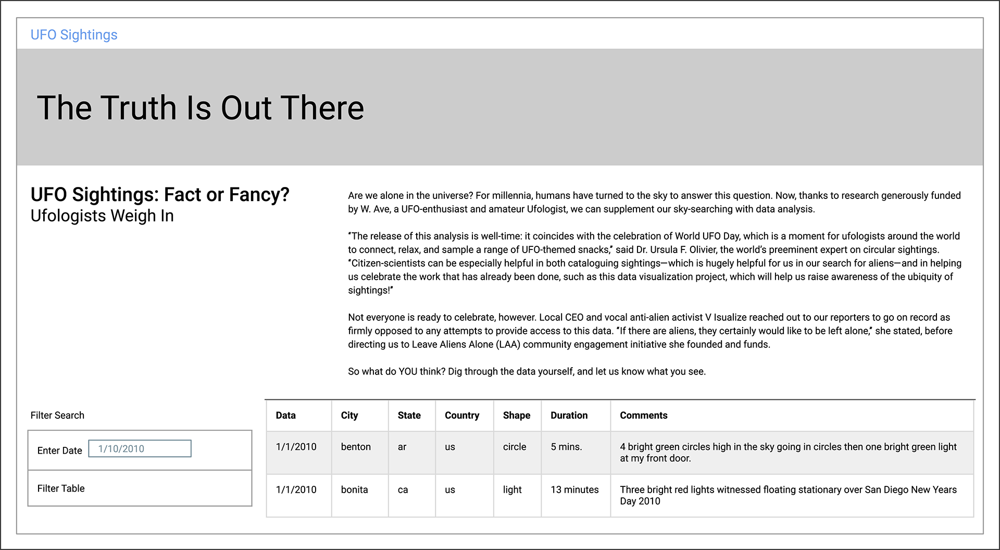 UFO Sightings
The Truth Is Out There
UFO Sightings: Fact or Fancy?
Ufologists Weigh In
Are we alone in the universe? For millennia, humans have turned to the sky to answer this question. Now, thanks to research generously funded
by W. Ave, a UFO-enthusiast and amateur Ufologist, we can supplement our sky-searching with data analysis.
“The release of this analysis is well-time: it coincides with the celebration of World UFO Day, which is a moment for ufologists around the world
to connect, relax, and sample a range of UFO-themed snacks,” said Dr. Ursula F. Olivier, the world’s preeminent expert on circular sightings.
“Citizen-scientists can be especially helpful in both cataloguing sightings—which is hugely helpful for us in our search for aliens—and in helping
us celebrate the work that has already been done, such as this data visualization project, which will help us raise awareness of the ubiquity of
sightings!”
Not everyone is ready to celebrate, however. Local CEO and vocal anti-alien activist V Isualize reached out to our reporters to go on record as
firmly opposed to any attempts to provide access to this data. “If there are aliens, they certainly would like to be left alone,” she stated, before
directing us to Leave Aliens Alone (LAA) community engagement initiative she founded and funds.
So what do YOU think? Dig through the data yourself, and let us know what you see.
Filter Search
Enter Date 1/10/2010
Filter Table
Data City State Country Shape Duration Comments
1/1/2010 benton ar us circle 5 mins. 4 bright green circles high in the sky going in circles then one bright green light
at my front door.
1/1/2010 bonita ca us light 13 minutes Three bright red lights witnessed floating stationary over San Diego New Years
Day 2010